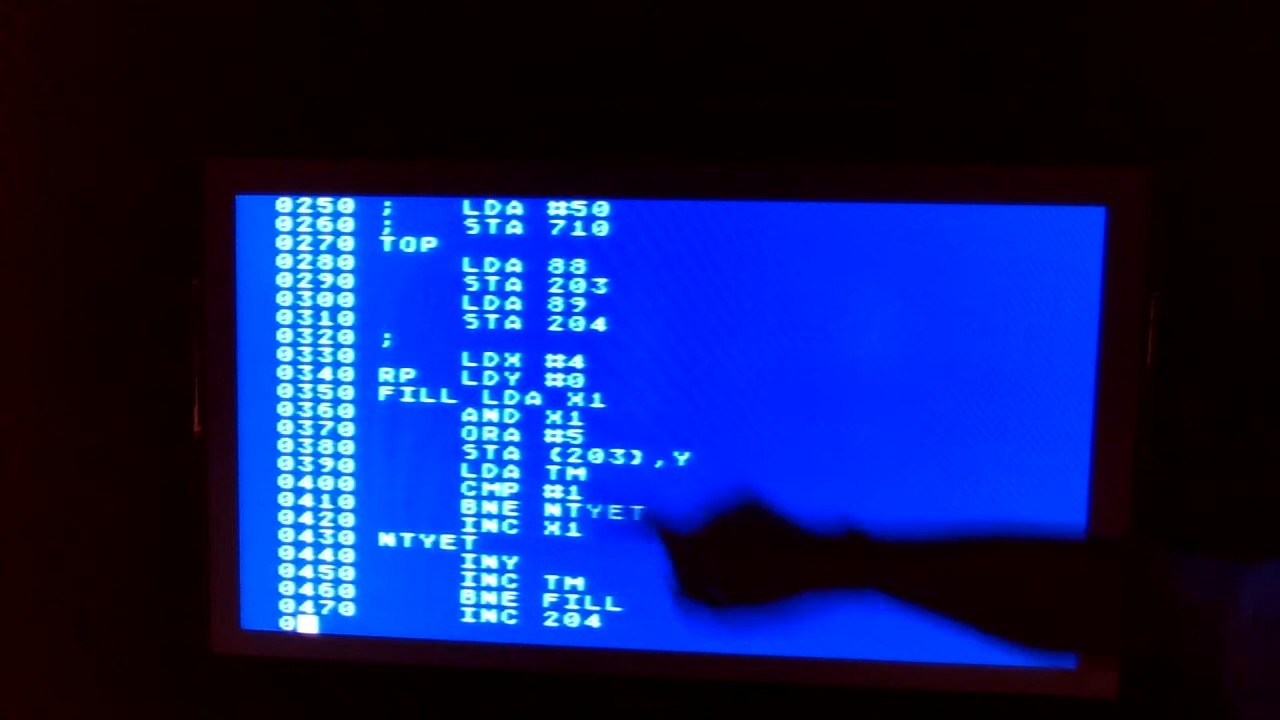 0250 ;    LDA #50
0260 ;    STA 710
0270 TOP
0280      LDA 88
0290      STA 203
0300      LDA 89
0310      STA 204
0320 ;
0330      LDX #4
0340 RP   LDY #0
0350 FILL LDA X1
0360      AND X1
0370      ORA #5
0380      STA (203),Y
0390      LDA TM
0400      CMP #1
0410      BNE NTYET
0420      INC X1
0430 NTYET
0440      INY
0450      INC TM
0460      BNE FILL
0470      INC 204
0